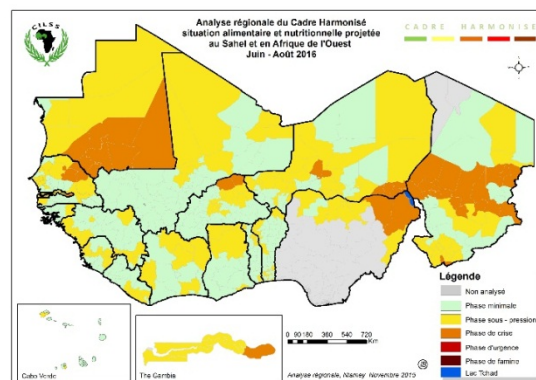 CILSS
Analyse régionale du Cadre Harmonisé
situation alimentaire et nutritionnelle projetée
au Sahel et en Afrique de l'Ouest
Juin - Août 2016
CADRE HARMONISE
Légende
Non analysé
Phase minimale
Phase sous - pression
Phase de crise
Phase d'urgence
Phase de famine
Lac Tchad
Cabo Verde
The Gambia
0 90 180 360 540 720
Km
Analyse régionale, Niamey Novembre 2015